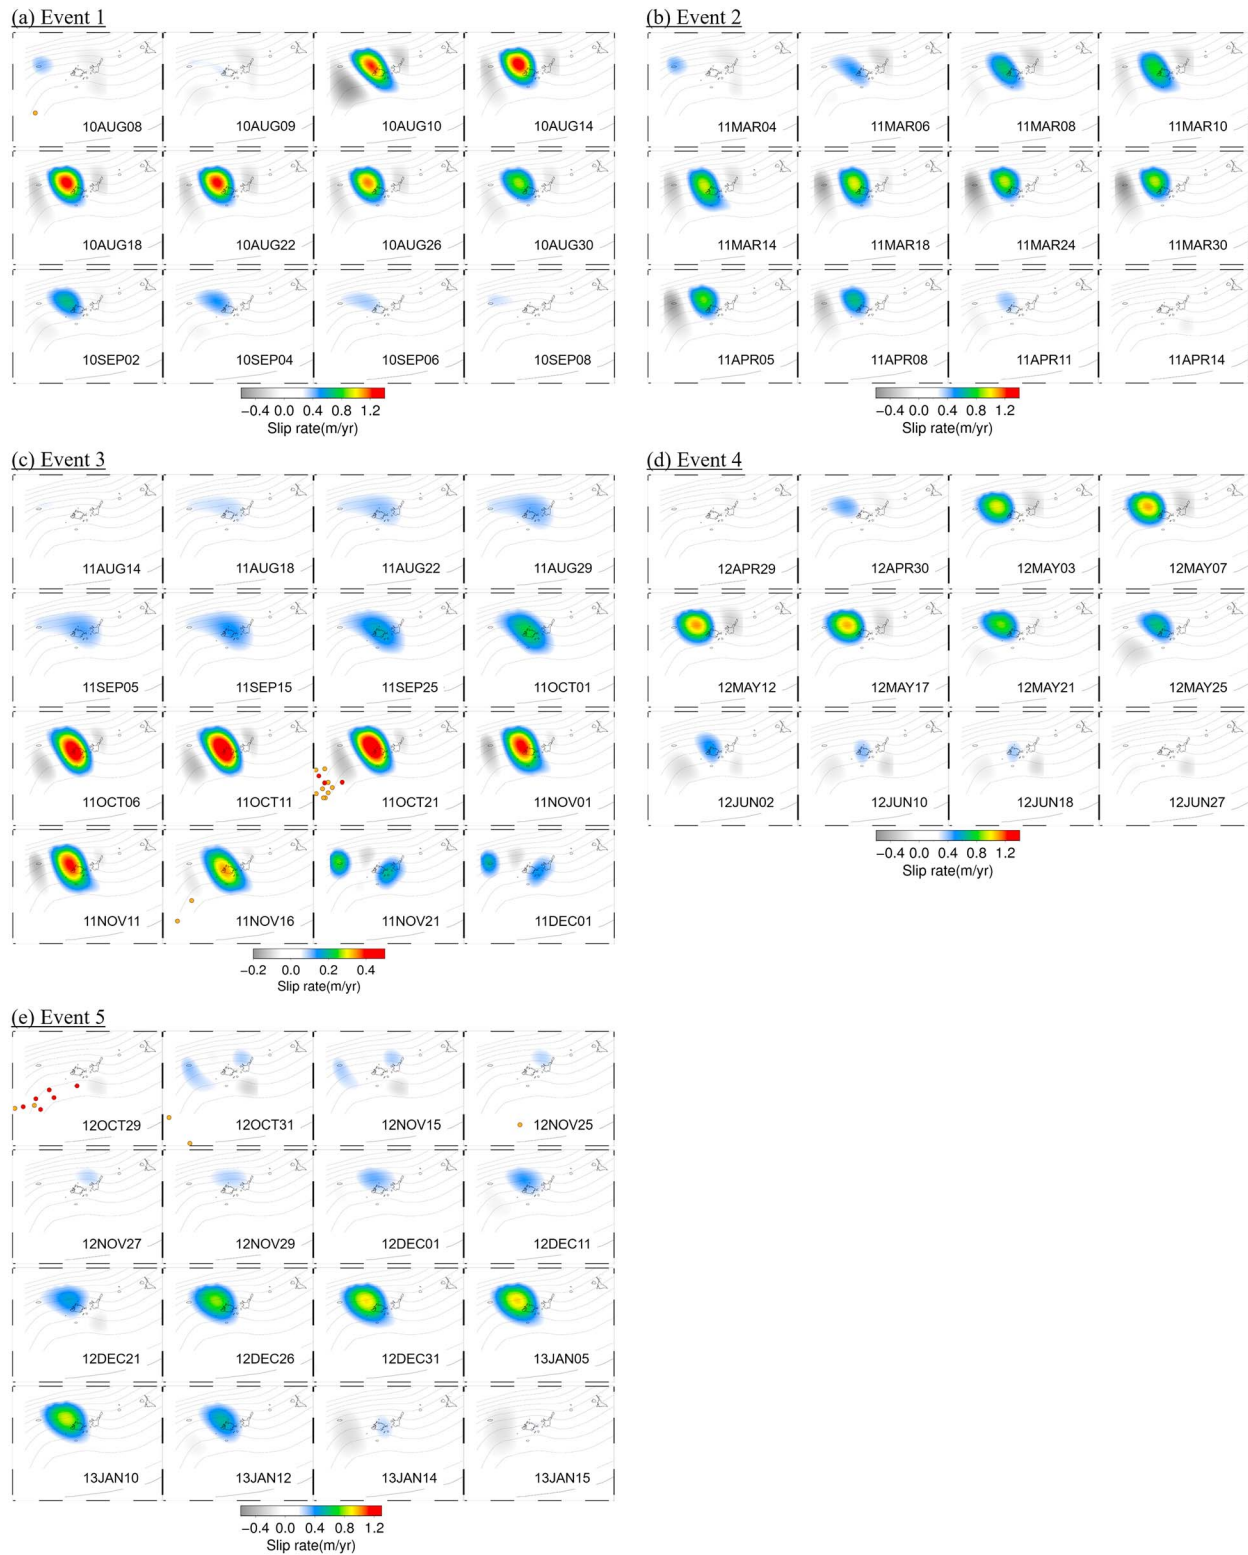 (a) Event 1
10AUG08 10AUG09 10AUG10 10AUG14
10AUG18 10AUG22 10AUG26 10AUG30
10SEP02 10SEP04 10SEP06 10SEP08
−0.4 0.0 0.4 0.8 1.2
Slip rate(m/yr)
(b) Event 2
11MAR04 11MAR06 11MAR08 11MAR10
11MAR14 11MAR18 11MAR24 11MAR30
11APR05 11APR08 11APR11 11APR14
−0.4 0.0 0.4 0.8 1.2
Slip rate(m/yr)
(c) Event 3
11AUG14 11AUG18 11AUG22 11AUG29
11SEP05 11SEP15 11SEP25 11OCT01
11OCT06 11OCT11 11OCT21 11NOV01
11NOV11 11NOV16 11NOV21 11DEC01
−0.2 0.0 0.2 0.4
Slip rate(m/yr)
(d) Event 4
12APR29 12APR30 12MAY03 12MAY07
12MAY12 12MAY17 12MAY21 12MAY25
12JUN02 12JUN10 12JUN18 12JUN27
−0.4 0.0 0.4 0.8 1.2
Slip rate(m/yr)
(e) Event 5
12OCT29 12OCT31 12NOV15 12NOV25
12NOV27 12NOV29 12DEC01 12DEC11
12DEC21 12DEC26 12DEC31 13JAN05
13JAN10 13JAN12 13JAN14 13JAN15
−0.4 0.0 0.4 0.8 1.2
Slip rate(m/yr)